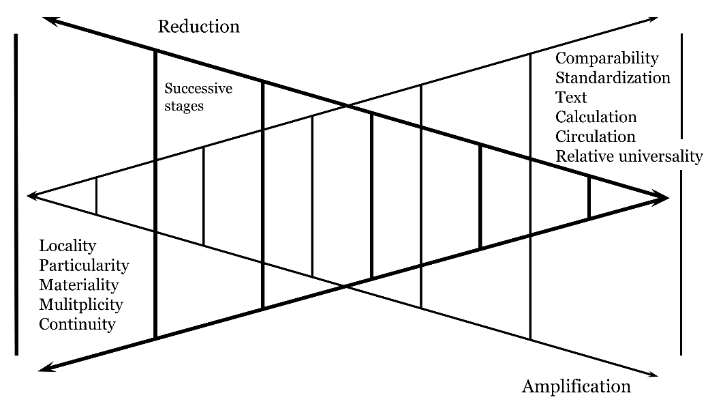 Reduction
Successive
stages
Comparability
Standardization
Text
Calculation
Circulation
Relative universality
Locality
Particularity
Materiality
Mulitplicity
Continuity
Amplification